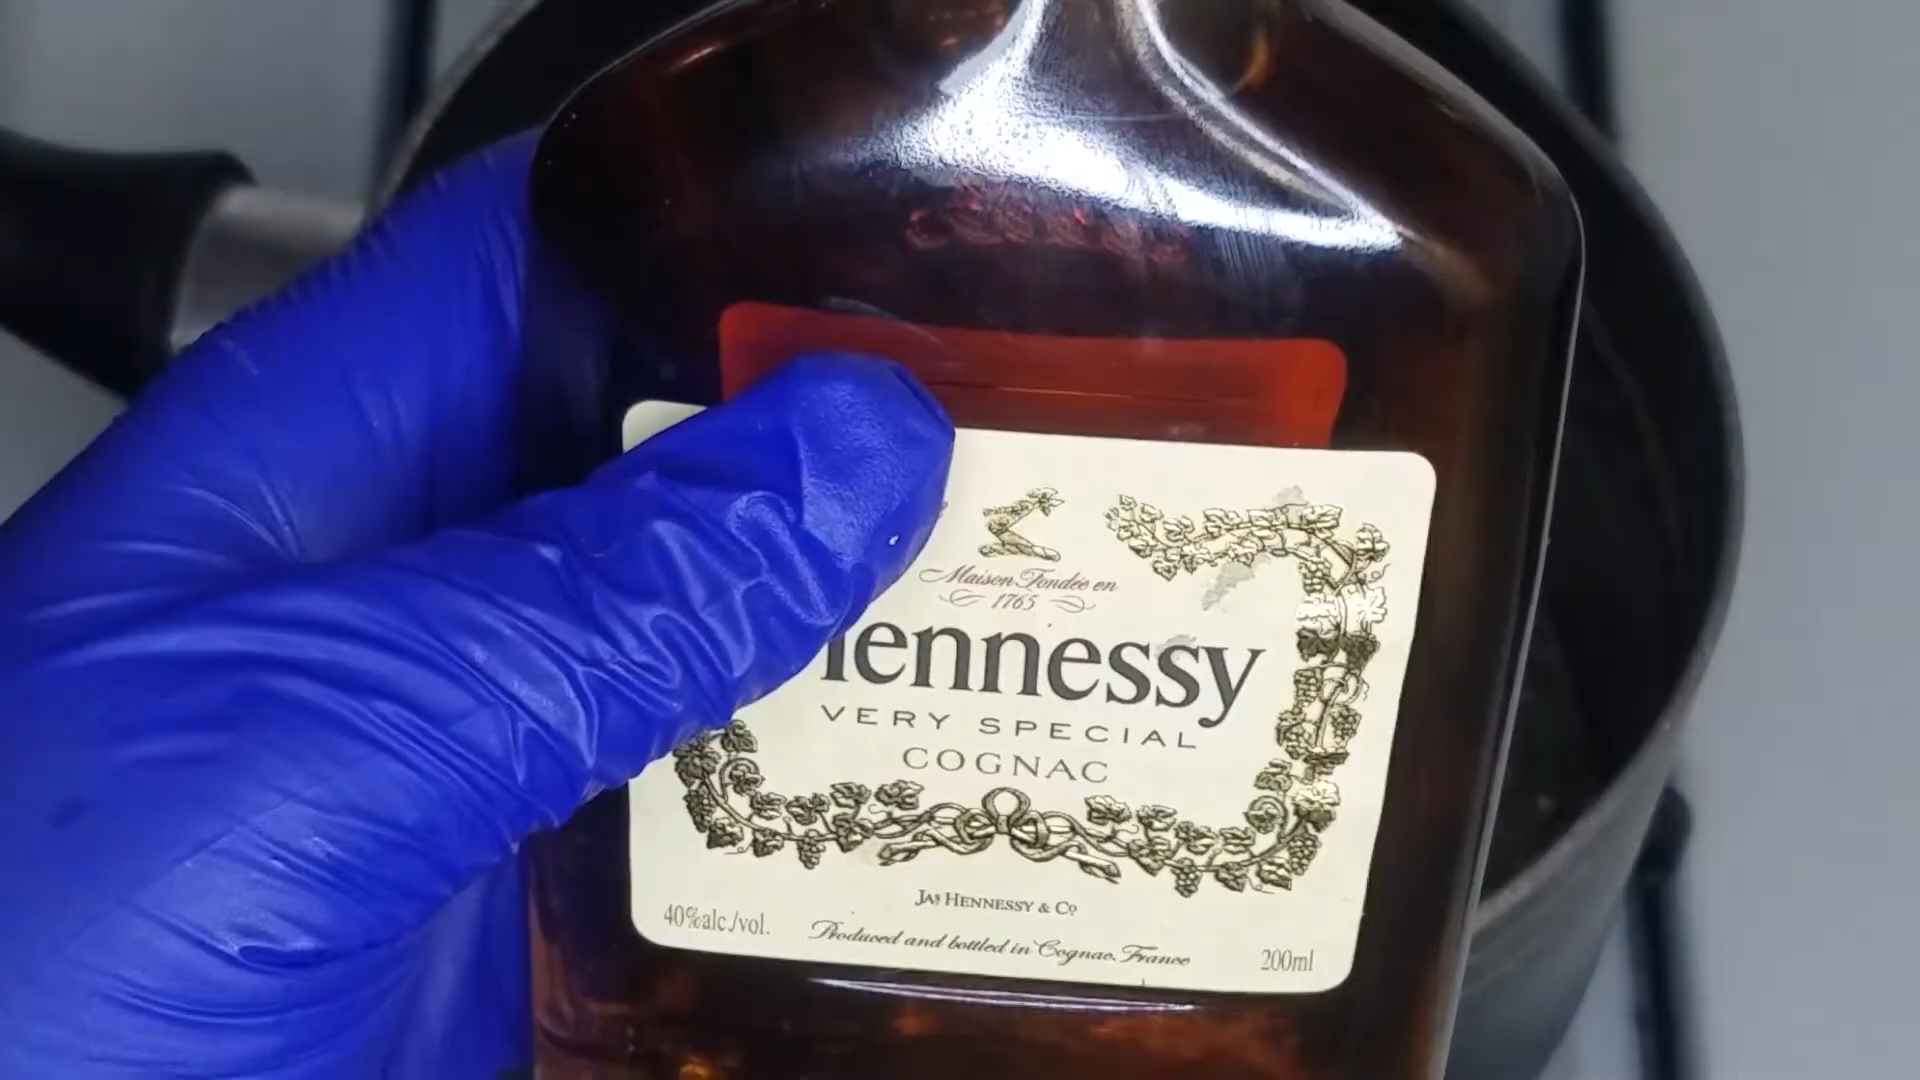 Maison Fondée en
1765
Hennessy
VERY SPECIAL
COGNAC
JAS HENNESSY & CO
40%alc./vol.
Produced and bottled in Cognac. France
200ml